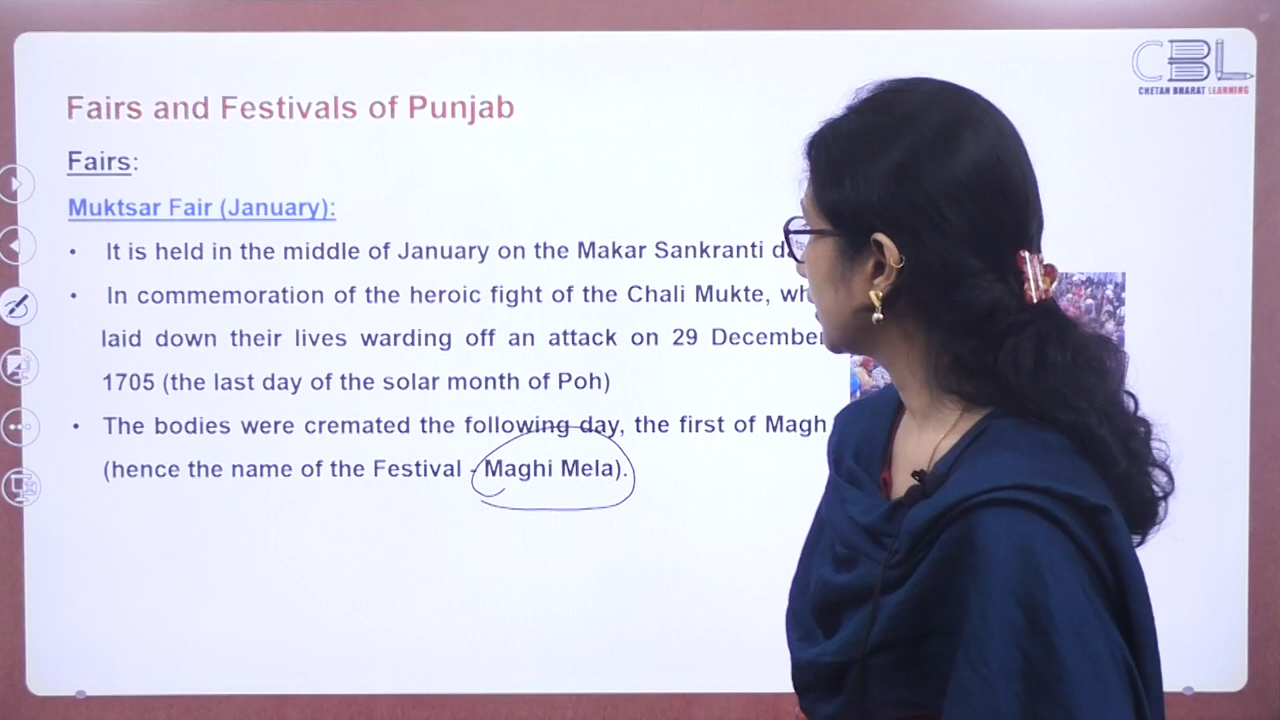 CBL
CHETAN BHARAT LEARNING
Fairs and Festivals of Punjab
Fairs:
Muktsar Fair (January):
• It is held in the middle of January on the Makar Sankranti
• In commemoration of the heroic fight of the Chali Mukte,
laid down their lives warding off an attack on 29 December
1705 (the last day of the solar month of Poh)
• The bodies were cremated the following day, the first of Magh
(hence the name of the Festival - Maghi Mela).